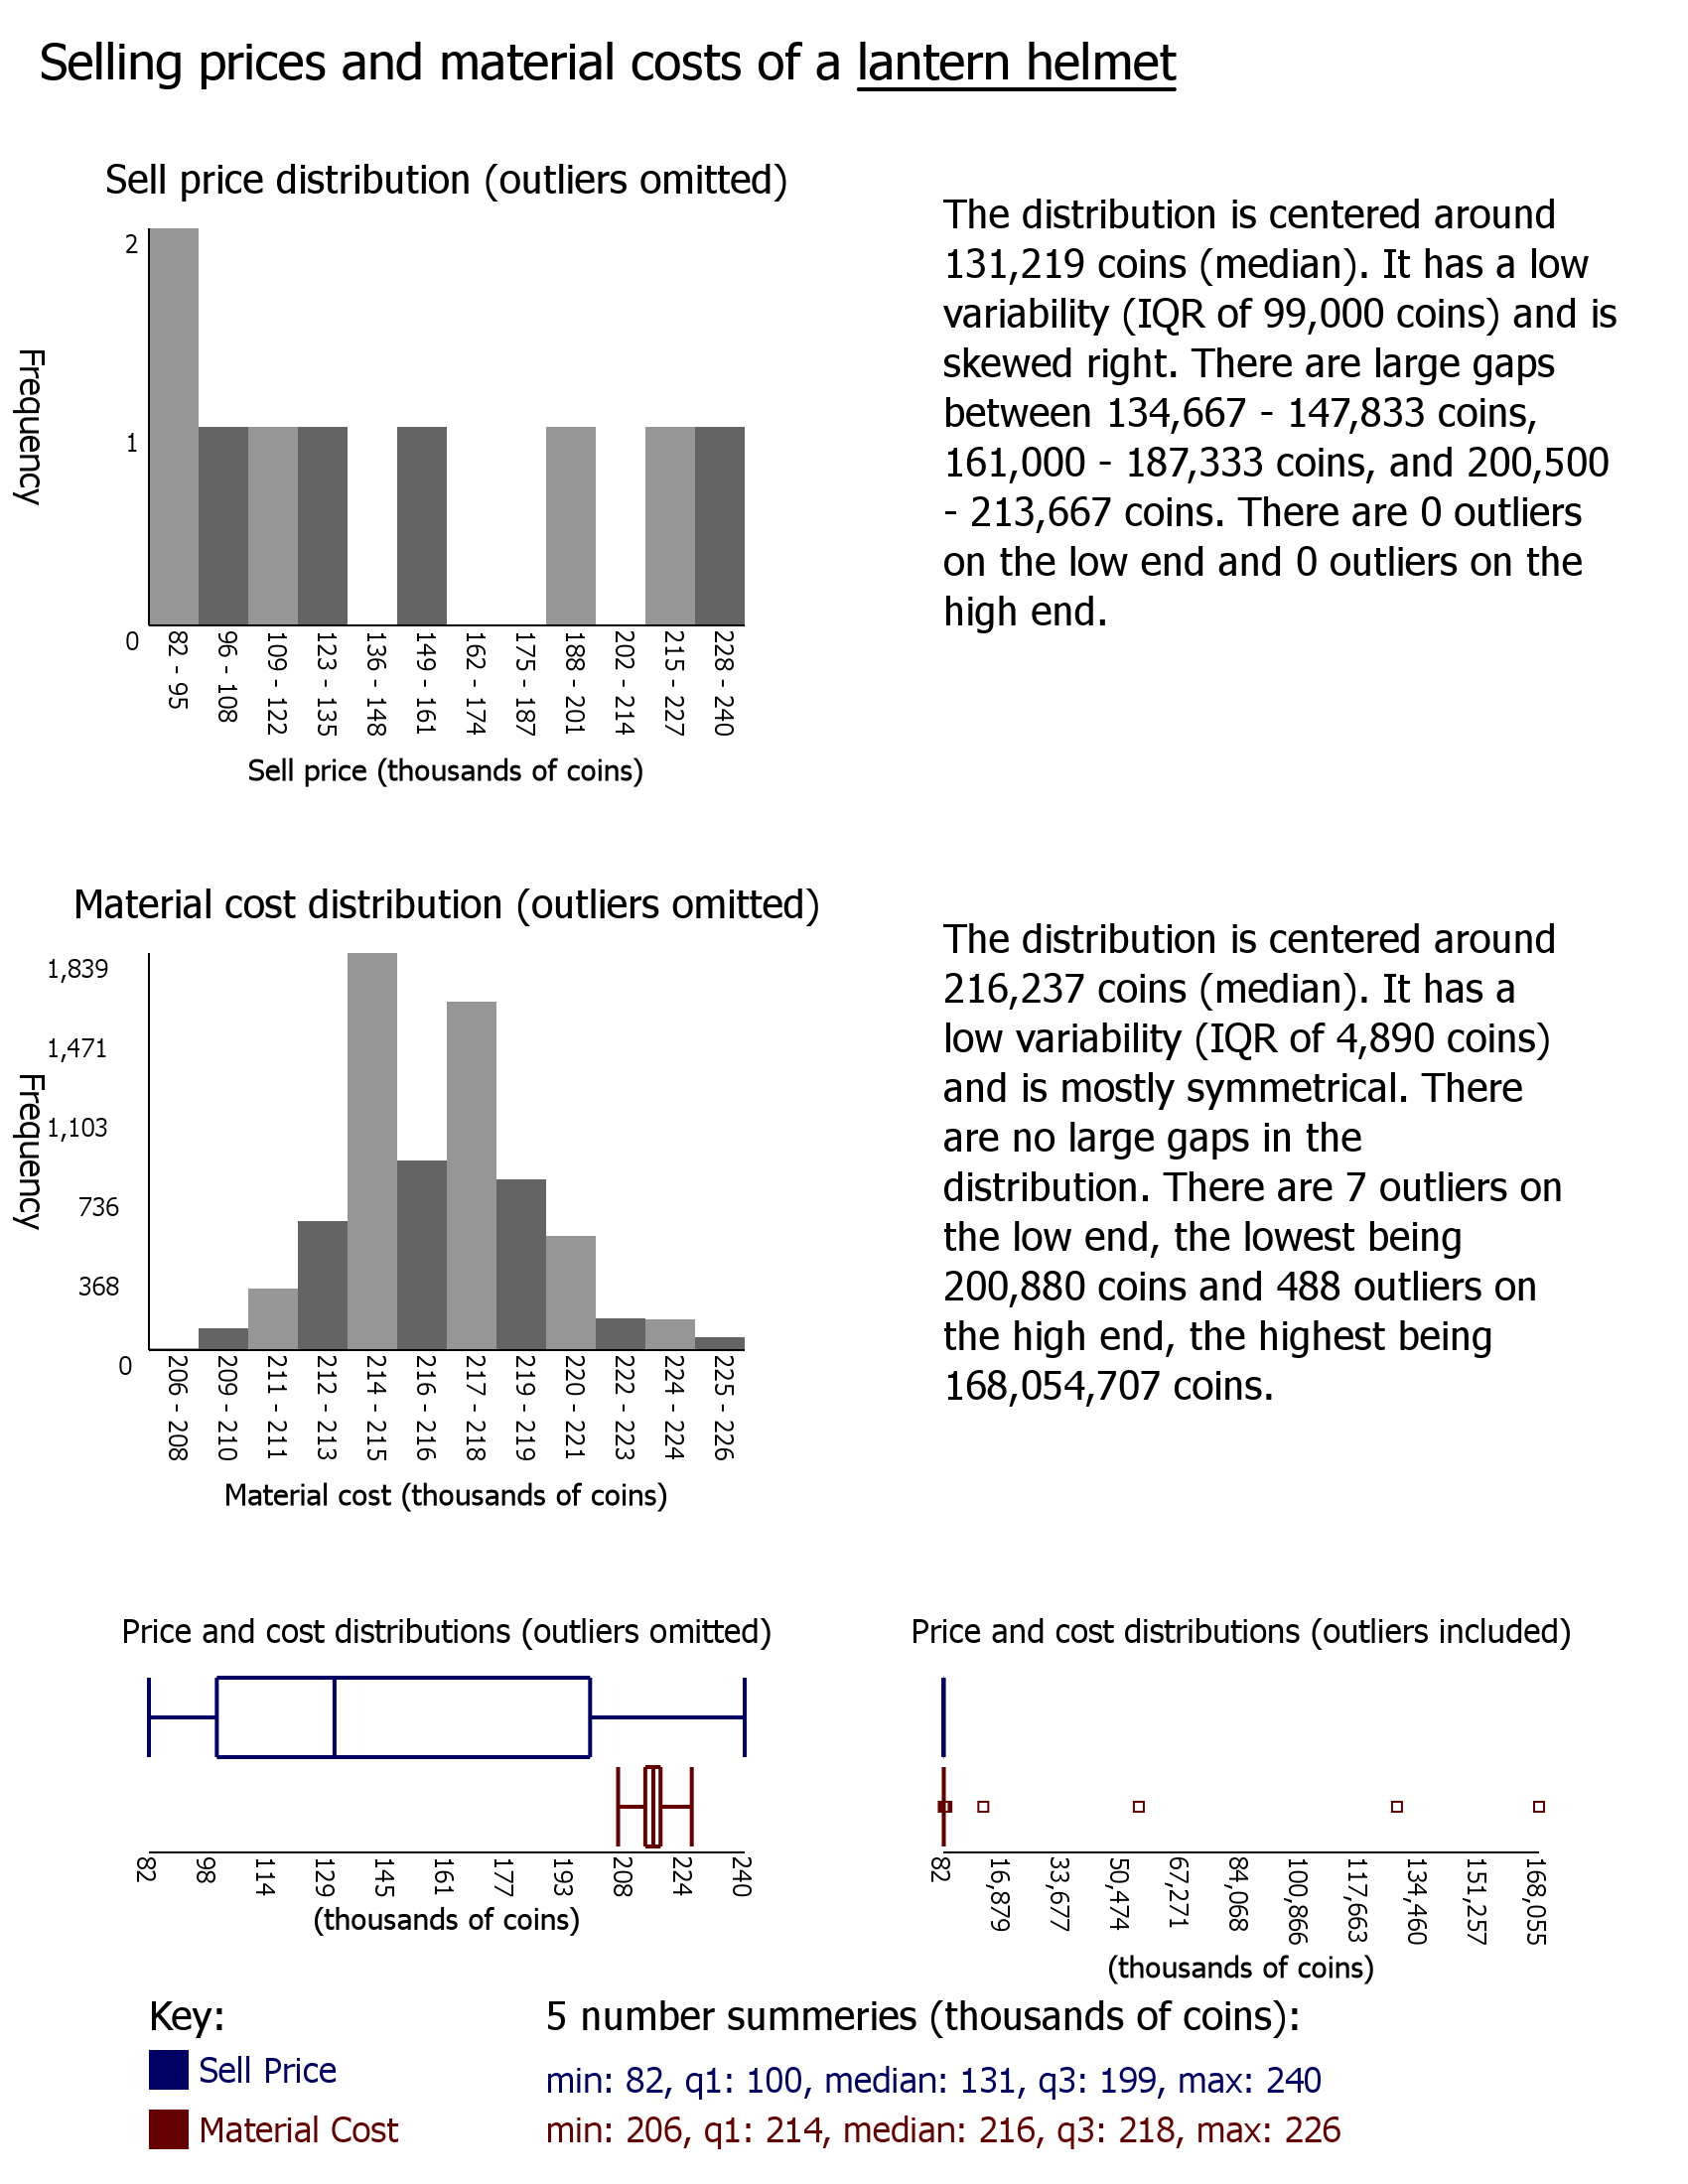 Selling prices and material costs of a lantern helmet
Sell price distribution (outliers omitted)
2
1
0
Frequency
82 - 95
96 - 108
109 - 122
123 - 135
136 - 148
149 - 161
162 - 174
175 - 187
188 - 201
202 - 214
215 - 227
228 - 240
Sell price (thousands of coins)
The distribution is centered around
131,219 coins (median). It has a low
variability (IQR of 99,000 coins) and is
skewed right. There are large gaps
between 134,667 - 147,833 coins,
161,000 - 187,333 coins, and 200,500
- 213,667 coins. There are 0 outliers
on the low end and 0 outliers on the
high end.
Material cost distribution (outliers omitted)
1,839
1,471
1,103
736
368
0
Frequency
206 - 208
209 - 210
211 - 211
212 - 213
214 - 215
216 - 216
217 - 218
219 - 219
220 - 221
222 - 223
224 - 224
225 - 226
Material cost (thousands of coins)
The distribution is centered around
216,237 coins (median). It has a
low variability (IQR of 4,890 coins)
and is mostly symmetrical. There
are no large gaps in the
distribution. There are 7 outliers on
the low end, the lowest being
200,880 coins and 488 outliers on
the high end, the highest being
168,054,707 coins.
Price and cost distributions (outliers omitted)
82
98
114
129
145
161
177
193
208
224
240
(thousands of coins)
Price and cost distributions (outliers included)
82
16,879
33,677
50,474
67,271
84,068
100,866
117,663
134,460
151,257
168,055
(thousands of coins)
Key:
Sell Price
Material Cost
5 number summeries (thousands of coins):
min: 82, q1: 100, median: 131, q3: 199, max: 240
min: 206, q1: 214, median: 216, q3: 218, max: 226